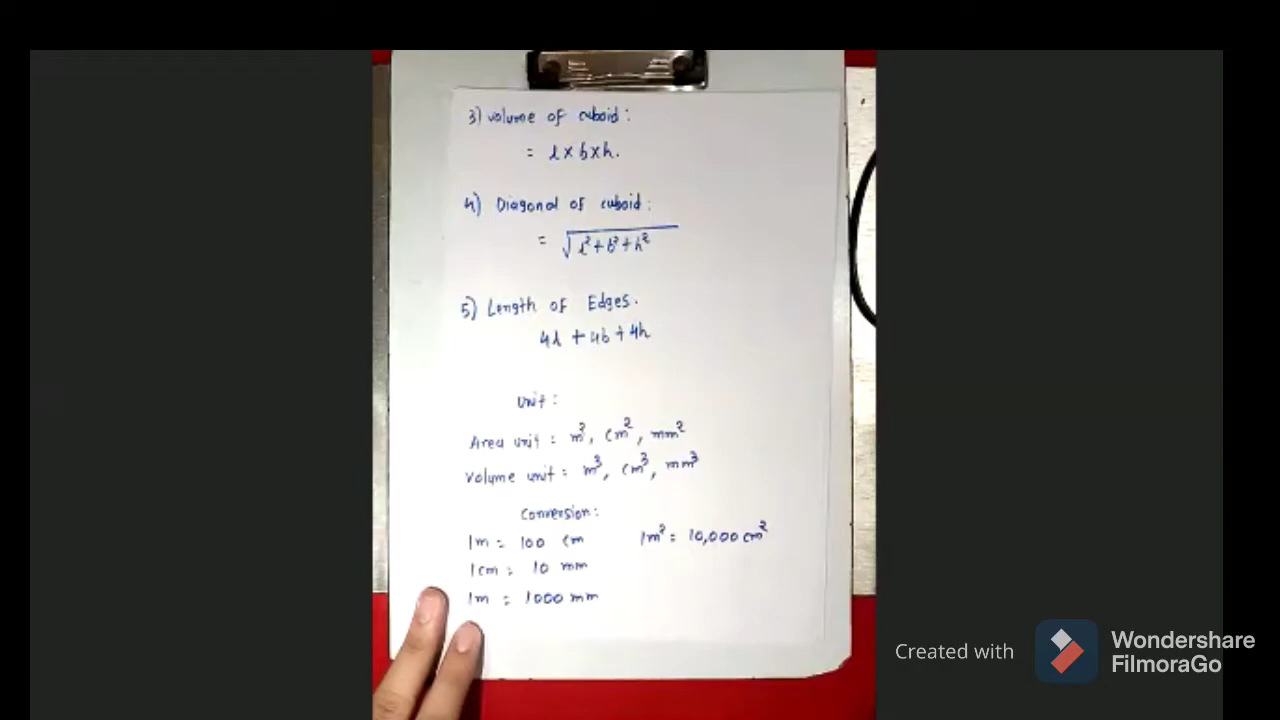 3) Volume of cuboid:
= l × b × h.
4) Diagonal of cuboid:
= √l²+b²+h²
5) Length of Edges.
4l + 4b + 4h
Unit:
Area unit = m², cm², mm²
Volume unit = m³, cm³, mm³
Conversion:
1m = 100 cm 1m² = 10,000 cm²
1cm = 10 mm
1m = 1000 mm
Created with Wondershare FilmoraGo